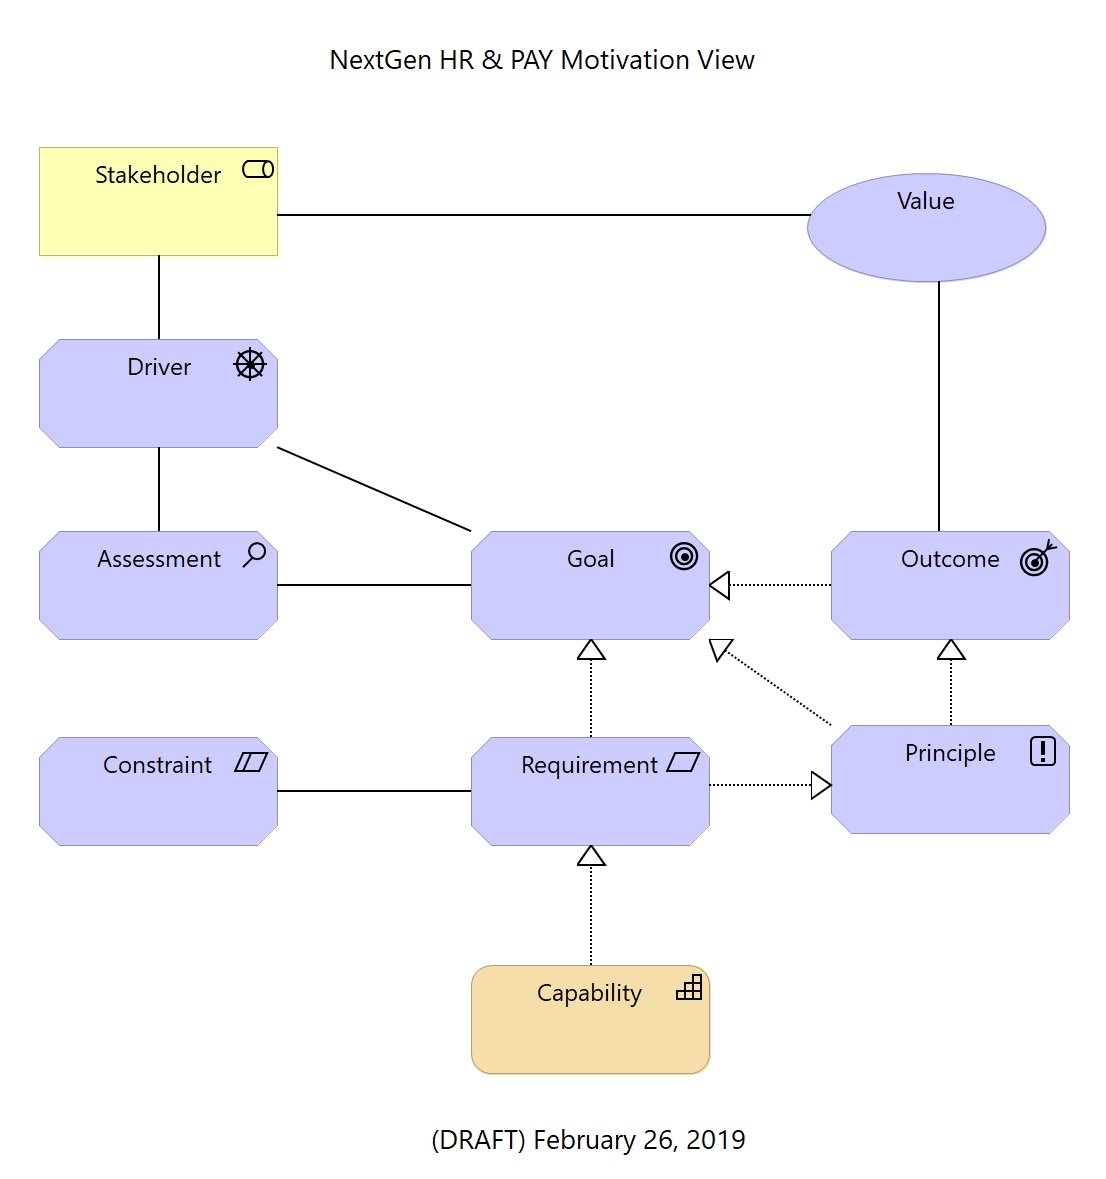 NextGen HR & PAY Motivation View
Stakeholder
Value
Driver
Assessment
Goal
Outcome
Constraint
Requirement
Principle
Capability
(DRAFT) February 26, 2019